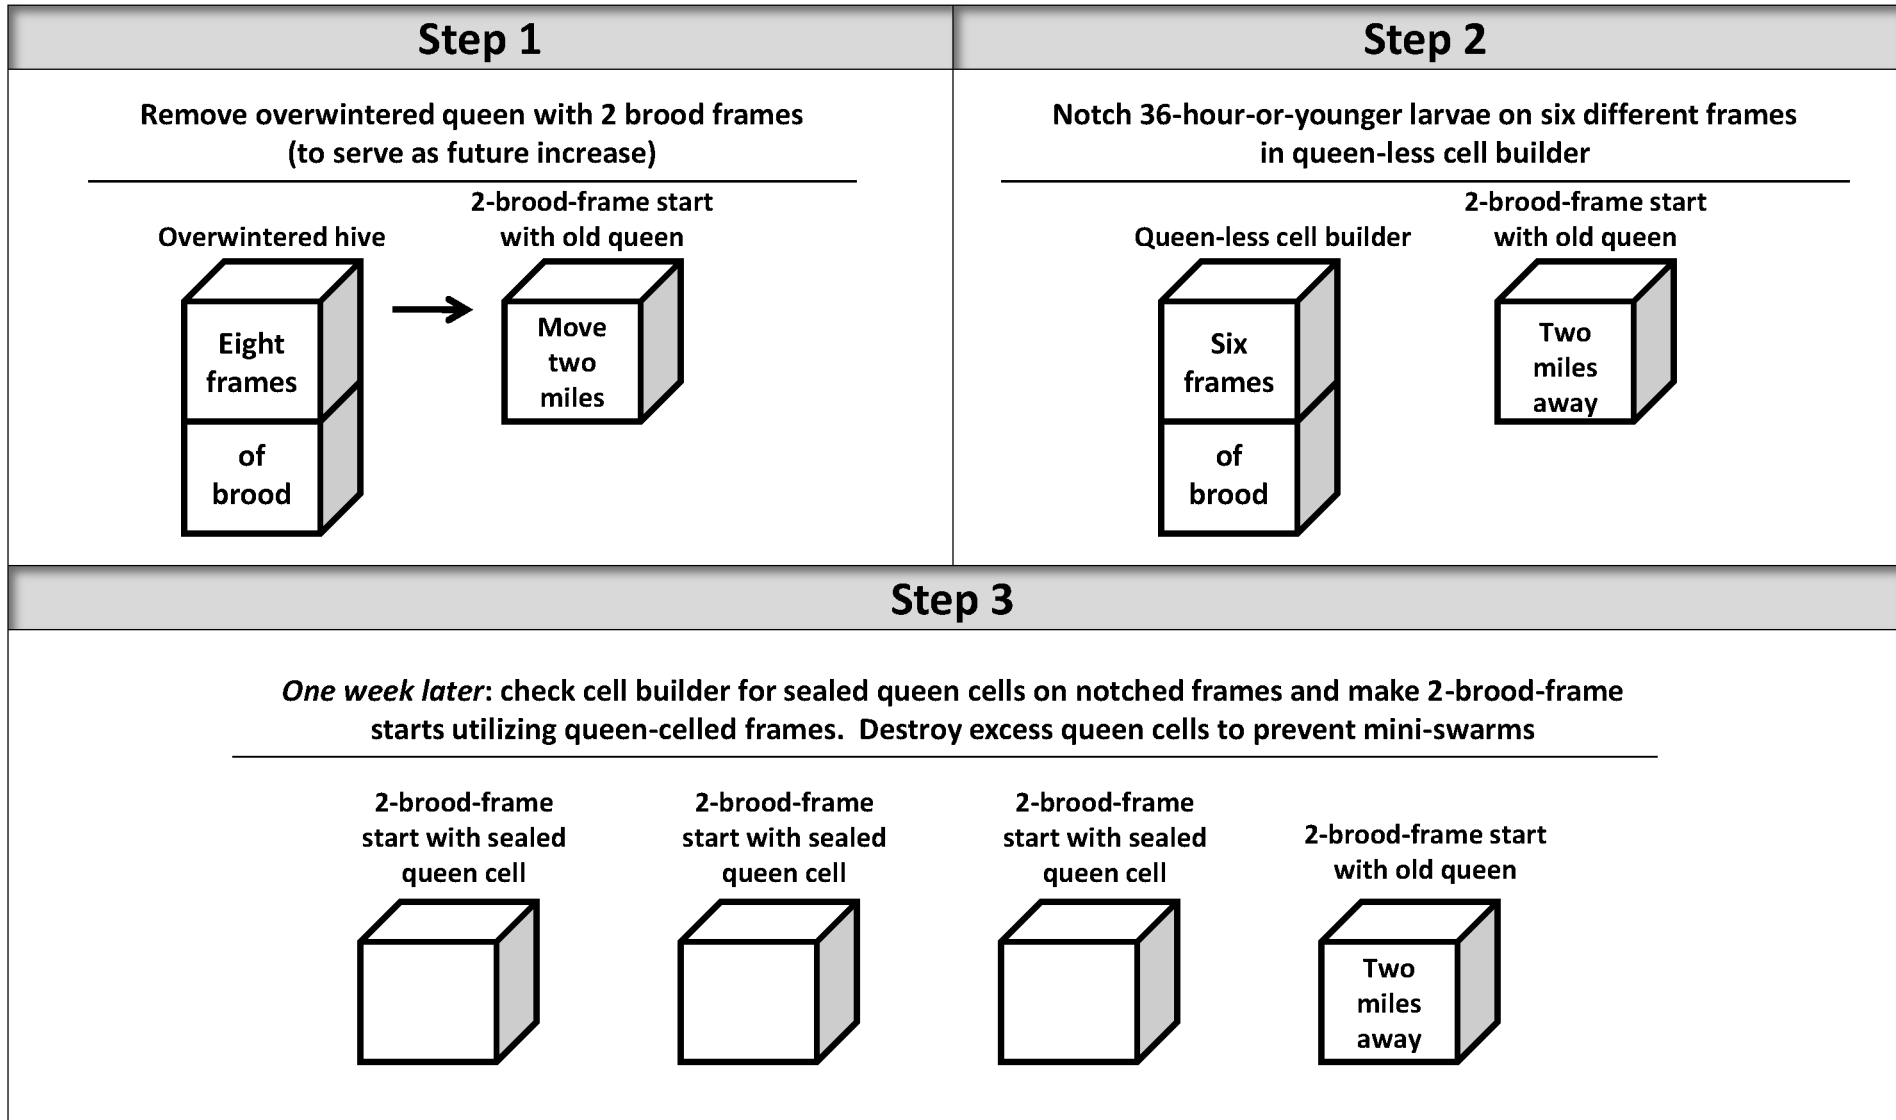 Step 1
Remove overwintered queen with 2 brood frames
(to serve as future increase)
Overwintered hive
2-brood-frame start
with old queen
Eight
frames
of
brood
Move
two
miles
Step 2
Notch 36-hour-or-younger larvae on six different frames
in queen-less cell builder
Queen-less cell builder
2-brood-frame start
with old queen
Six
frames
of
brood
Two
miles
away
Step 3
One week later: check cell builder for sealed queen cells on notched frames and make 2-brood-frame
starts utilizing queen-celled frames.  Destroy excess queen cells to prevent mini-swarms
2-brood-frame
start with sealed
queen cell
2-brood-frame
start with sealed
queen cell
2-brood-frame
start with sealed
queen cell
2-brood-frame start
with old queen
Two
miles
away